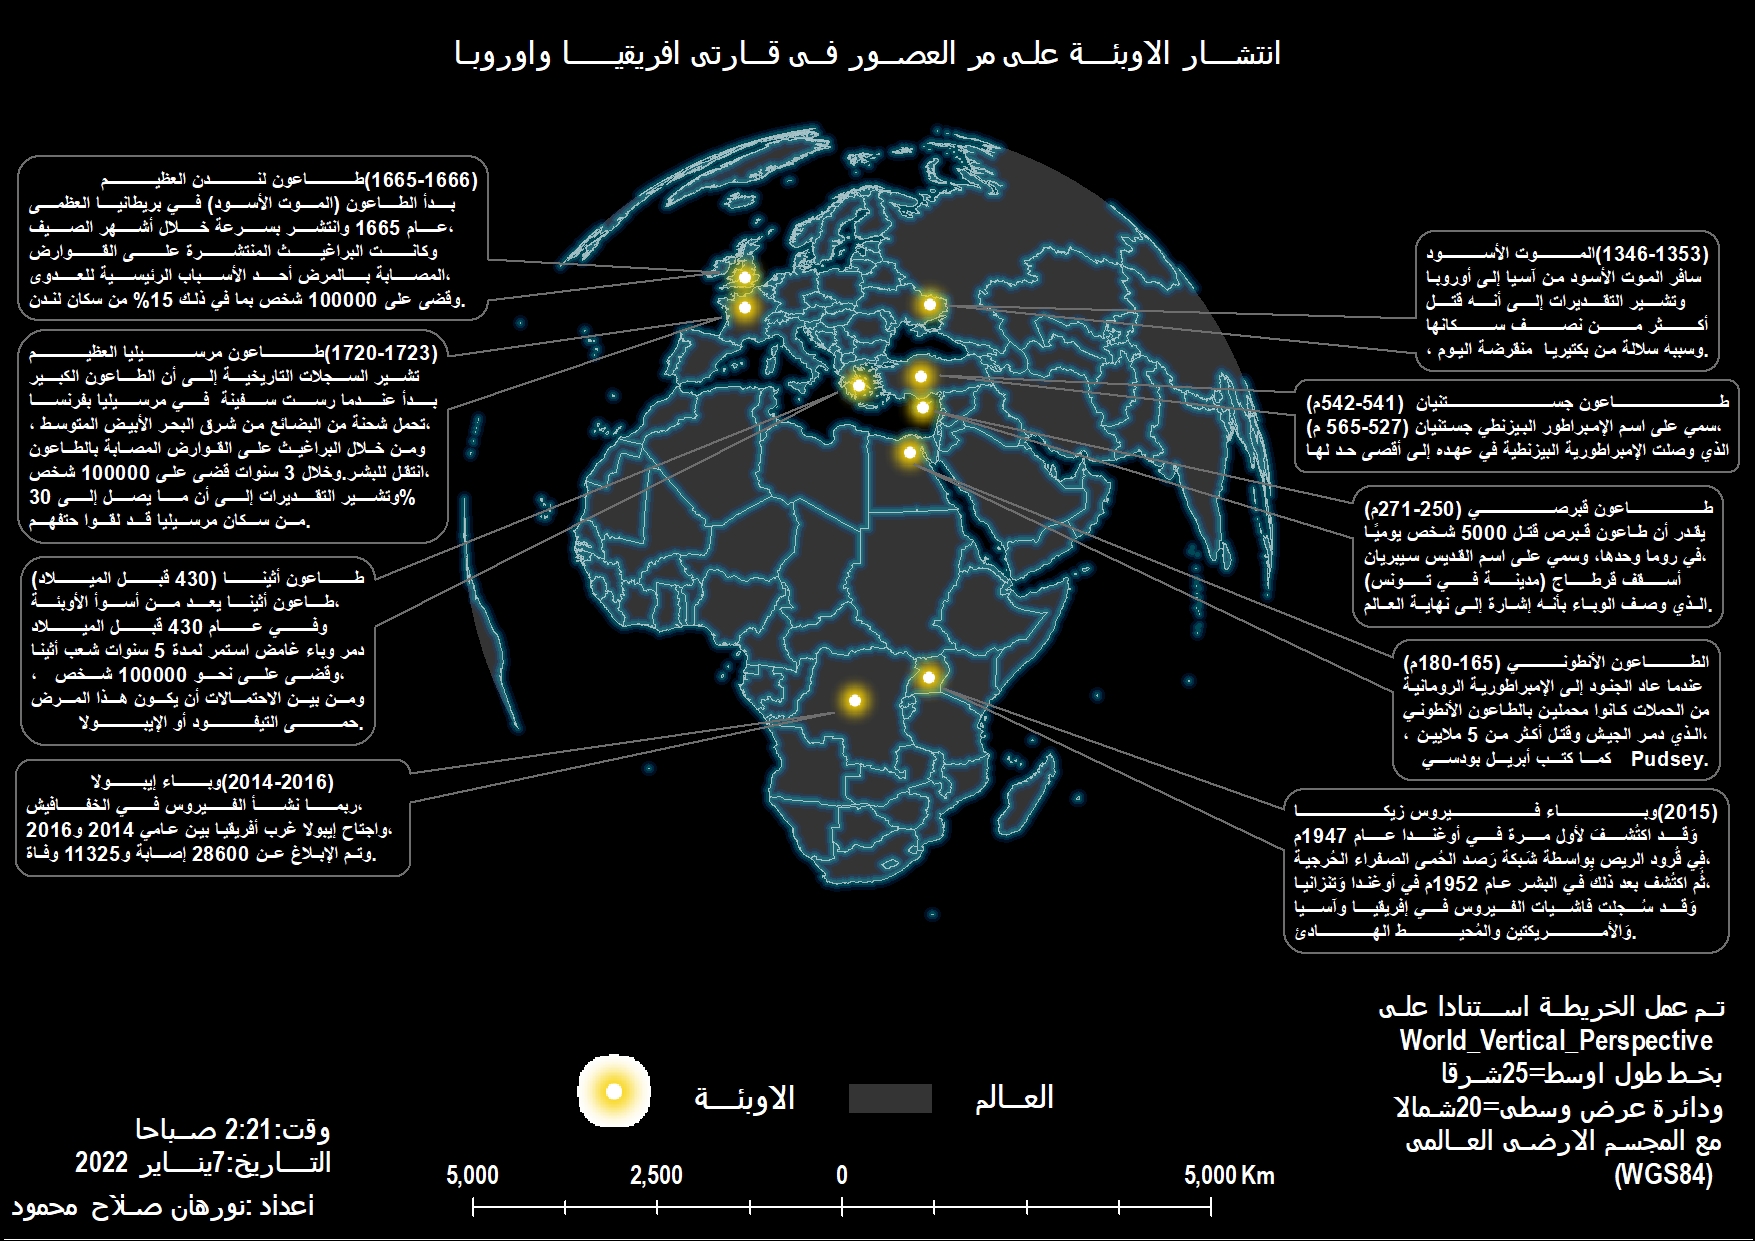 انتشار الاوبئة على مر العصور فى قارتى افريقيا واوروبا
(1665-1666)طاعون لندن العظيم
بدأ الطاعون (الموت الأسود) في بريطانيا العظمى
عام 1665 وانتشر بسرعة خلال أشهر الصيف،
وكانت البراغيث المنتشرة على القوارض
المصابة بالمرض أحد الأسباب الرئيسية للعدوى،
وقضى على 100000 شخص بما في ذلك 15% من سكان لندن.
(1720-1723)طاعون مرسيليا العظيم
تشير السجلات التاريخية إلى أن الطاعون الكبير
بدأ عندما رست سفينة في مرسيليا بفرنسا
تحمل شحنة من البضائع من شرق البحر الأبيض المتوسط ،
ومن خلال البراغيث على القوارض المصابة بالطاعون
انتقل للبشر.وخلال 3 سنوات قضى على 100000 شخص،
وتشير التقديرات إلى أن ما يصل إلى 30%
من سكان مرسيليا قد لقوا حتفهم.
طاعون أثينا (430 قبل الميلاد)
طاعون أثينا يعد من أسوأ الأوبئة،
وفي عام 430 قبل الميلاد
دمر وباء غامض استمر لمدة 5 سنوات شعب أثينا
وقضى على نحو 100000 شخص ،
ومن بين الاحتمالات أن يكون هذا المرض
حمى التيفود أو الإيبولا.
(2014-2016)وباء إيبولا
ربما نشأ الفيروس في الخفافيش،
واجتاح إيبولا غرب أفريقيا بين عامي 2014 و2016،
وتم الإبلاغ عن 28600 إصابة و11325 وفاة.
(1346-1353)الموت الأسود
سافر الموت الأسود من آسيا إلى أوروبا
وتشير التقديرات إلى أنه قتل
أكثر من نصف سكانها
وسببه سلالة من بكتيريا منقرضة اليوم ،.
طاعون جستنيان (541-542م)
سمي على اسم الإمبراطور البيزنطي جستنيان (527-565 م)،
الذي وصلت الإمبراطورية البيزنطية في عهده إلى أقصى حد لها
طاعون قبرصي (250-271م)
يقدر أن طاعون قبرص قتل 5000 شخص يوميًا
في روما وحدها، وسمي على اسم القديس سيبريان،
أسقف قرطاج (مدينة في تونس)
الذي وصف الوباء بأنه إشارة إلى نهاية العالم.
الطاعون الأنطوني (165-180م)
عندما عاد الجنود إلى الإمبراطورية الرومانية
من الحملات كانوا محملين بالطاعون الأنطوني
الذي دمر الجيش وقتل أكثر من 5 ملايين ،
كما كتب أبريل بودسي Pudsey.
(2015)وباء فيروس زيكا
وَقد اكتُشفَ لأول مرة في أوغندا عام 1947م
فِي قُرود الريص بِواسطة شَبكة رَصد الحُمى الصفراء الحُرجية،
ثُم اكتُشف بعد ذلك في البشر عام 1952م في أوغندا وَتنزانيا،
وَقد سُجلت فاشيات الفيروس في إفريقيا وآسيا
وَالأمريكتين والمُحيط الهادئ.
تم عمل الخريطة استنادا على
World_Vertical_Perspective
بخط طول اوسط=25شرقا
ودائرة عرض وسطى=20شمالا
مع المجسم الارضى العالمى
(WGS84)
الاوبئة
العالم
وقت:2:21 صباحا
التاريخ:7يناير 2022
اعداد :نورهان صلاح محمود
5,000 2,500 0 5,000 Km